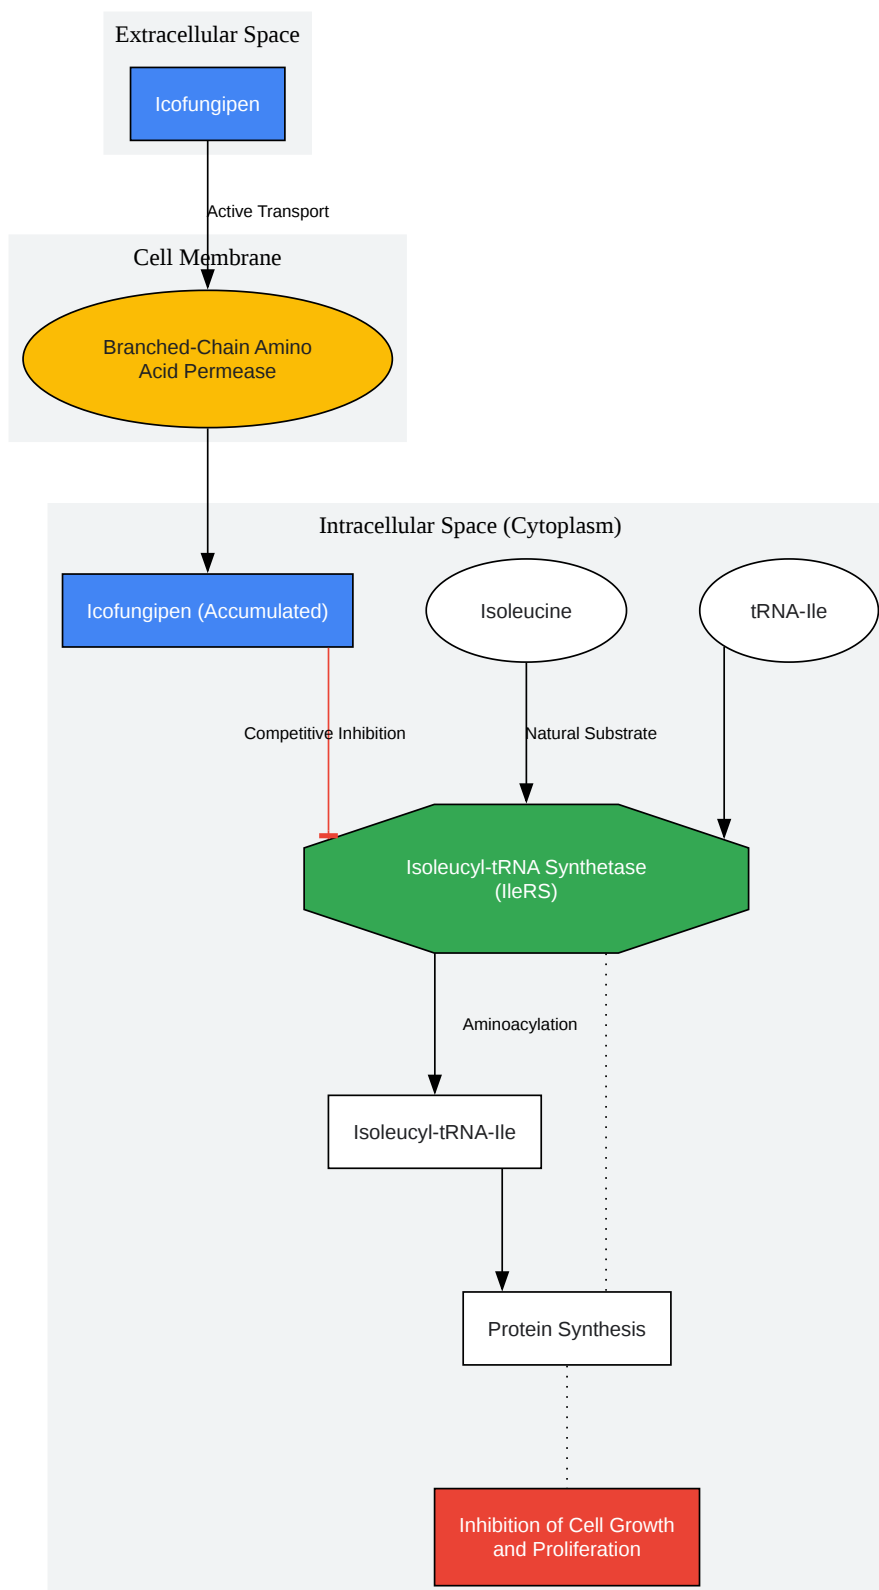 Extracellular Space
Icofungipen
Active Transport
Cell Membrane
Branched-Chain Amino
Acid Permease
Intracellular Space (Cytoplasm)
Icofungipen (Accumulated)
Isoleucine
tRNA-Ile
Competitive Inhibition
Natural Substrate
Isoleucyl-tRNA Synthetase
(IleRS)
Aminoacylation
Isoleucyl-tRNA-Ile
Protein Synthesis
Inhibition of Cell Growth
and Proliferation